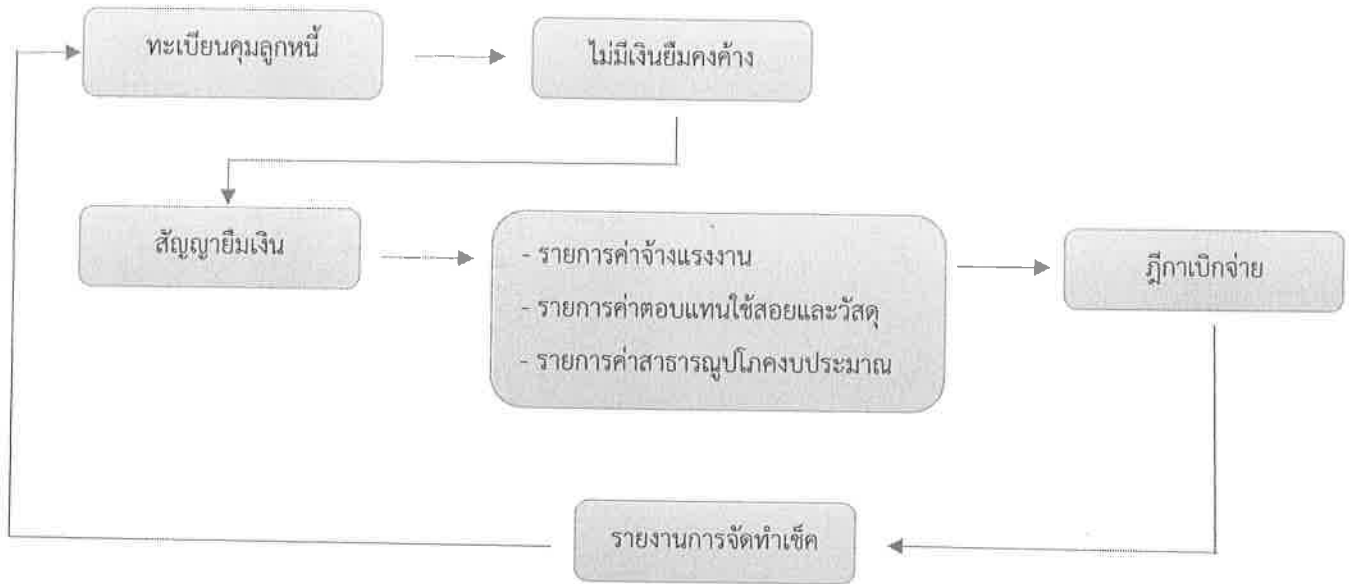 ทะเบียนคุมลูกหนี้
ไม่มีเงินยืมคงค้าง
สัญญายืมเงิน
- รายการค่าจ้างแรงงาน
- รายการค่าตอบแทนใช้สอยและวัสดุ
- รายการค่าสาธารณูปโภคงบประมาณ
ฎีกาเบิกจ่าย
รายงานการจัดทำเช็ค